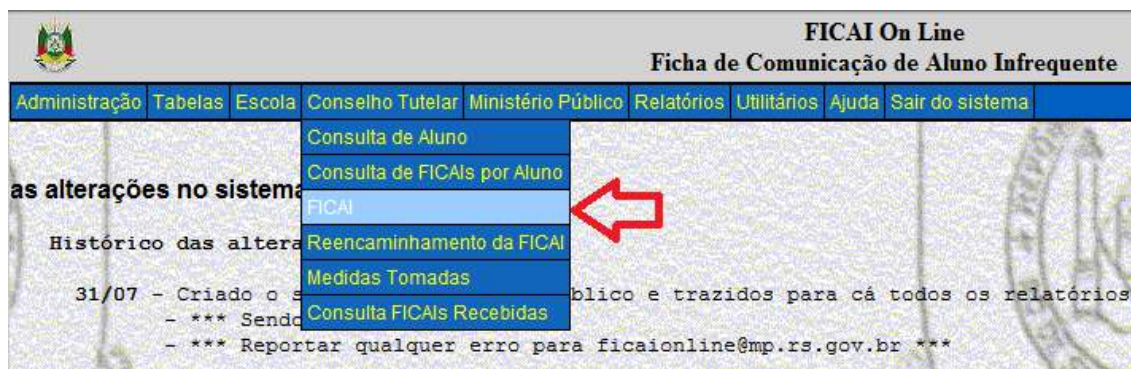 FICAI On Line
Ficha de Comunicação de Aluno Infrequente
Administração Tabelas Escola Conselho Tutelar Ministério Público Relatórios Utilitários Ajuda Sair do sistema
Consulta de Aluno
Consulta de FICAIs por Aluno
as alterações no sistema
FICAI
Histórico das altera
Reencaminhamento da FICAI
Medidas Tomadas
31/07 - Criado o s blico e trazidos para cá todos os relatórios
Consulta FICAIs Recebidas
- *** Sendo
- *** Reportar qualquer erro para ficaionline@mp.rs.gov.br ***